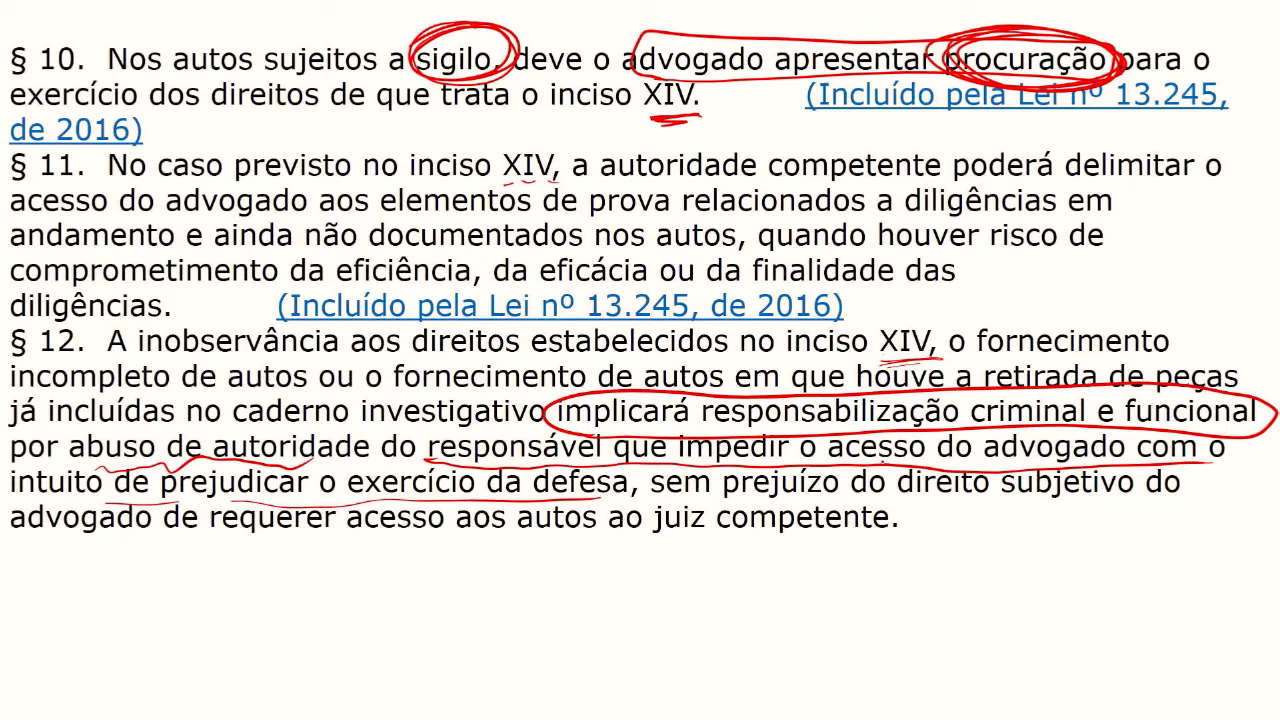 § 10.  Nos autos sujeitos a sigilo, deve o advogado apresentar procuração para o
exercício dos direitos de que trata o inciso XIV.          (Incluído pela Lei nº 13.245,
de 2016)
§ 11.  No caso previsto no inciso XIV, a autoridade competente poderá delimitar o
acesso do advogado aos elementos de prova relacionados a diligências em
andamento e ainda não documentados nos autos, quando houver risco de
comprometimento da eficiência, da eficácia ou da finalidade das
diligências.          (Incluído pela Lei nº 13.245, de 2016)
§ 12.  A inobservância aos direitos estabelecidos no inciso XIV, o fornecimento
incompleto de autos ou o fornecimento de autos em que houve a retirada de peças
já incluídas no caderno investigativo implicará responsabilização criminal e funcional
por abuso de autoridade do responsável que impedir o acesso do advogado com o
intuito de prejudicar o exercício da defesa, sem prejuízo do direito subjetivo do
advogado de requerer acesso aos autos ao juiz competente.